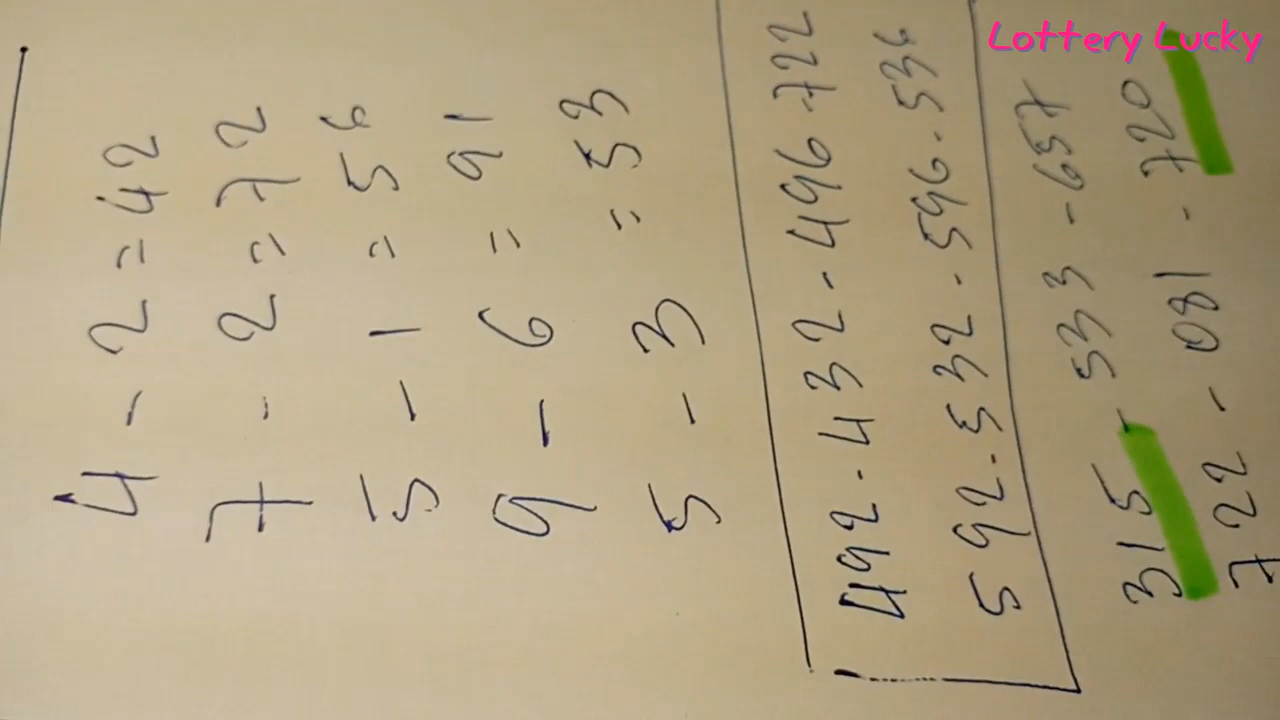 Lottery Lucky
4 - 2 = 42
7 - 2 = 72
5 - 1 = 56
9 - 6 = 91
5 - 3 = 53
492 - 432 - 496 - 722
592 - 532 - 596 - 536
315 - 533 - 657
722 - 081 - 720